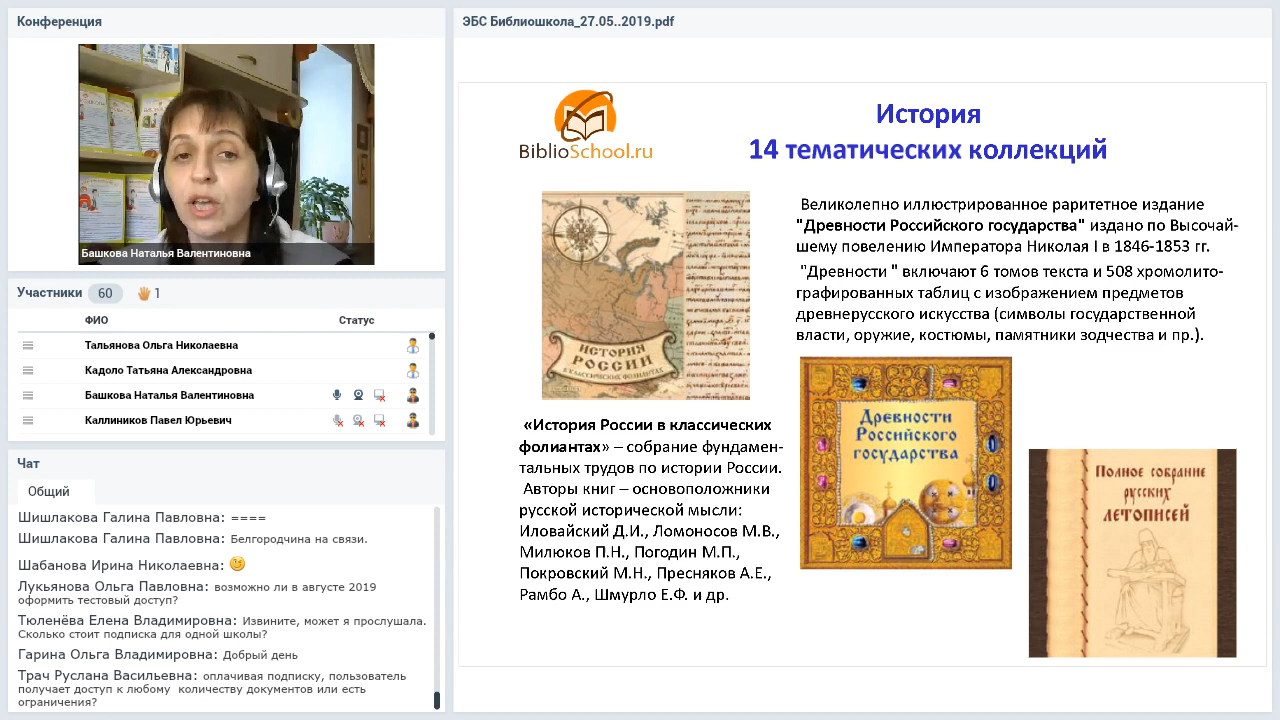 Конференция
Башкова Наталья Валентиновна
Участники 60 1
ФИО Статус
Тальянова Ольга Николаевна
Кадоло Татьяна Александровна
Башкова Наталья Валентиновна
Каллиников Павел Юрьевич
Чат
Общий
Шишлакова Галина Павловна: ====
Шишлакова Галина Павловна: Белгородчина на связи.
Шабанова Ирина Николаевна:
Лукьянова Ольга Павловна: возможно ли в августе 2019
оформить тестовый доступ?
Тюленёва Елена Владимировна: Извините, может я прослушала.
Сколько стоит подписка для одной школы?
Гарина Ольга Владимировна: Добрый день
Трач Руслана Васильевна: оплачивая подписку, пользователь
получает доступ к любому количеству документов или есть
ограничения?
ЭБС Библиошкола_27.05..2019.pdf
BiblioSchool.ru
История
14 тематических коллекций
ИСТОРИЯ
РОССИИ
В КЛАССИЧЕСКИХ ФОЛИАНТАХ
«История России в классических
фолиантах» – собрание фундамен-
тальных трудов по истории России.
Авторы книг – основоположники
русской исторической мысли:
Иловайский Д.И., Ломоносов М.В.,
Милюков П.Н., Погодин М.П.,
Покровский М.Н., Пресняков А.Е.,
Рамбо А., Шмурло Е.Ф. и др.
Великолепно иллюстрированное раритетное издание
"Древности Российского государства" издано по Высочай-
шему повелению Императора Николая I в 1846-1853 гг.
"Древности " включают 6 томов текста и 508 хромолито-
графированных таблиц с изображением предметов
древнерусского искусства (символы государственной
власти, оружие, костюмы, памятники зодчества и пр.).
Древности
Российского
государства
Полное собрание
русских
летописей